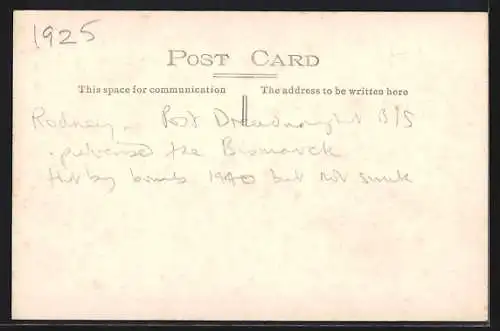 1925
POST CARD
This space for communication The address to be written here
Rodney. Post Dreadnought B/S
. pulverised the Bismarck
Hit by bombs 1940 but not sunk